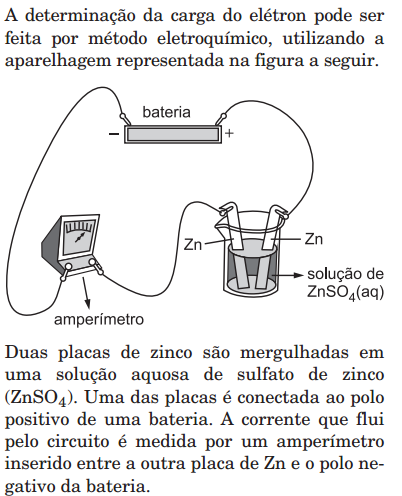 A determinação da carga do elétron pode ser
feita por método eletroquímico, utilizando a
aparelhagem representada na figura a seguir.
bateria
− +
Zn Zn
solução de
ZnSO₄(aq)
amperímetro
Duas placas de zinco são mergulhadas em
uma solução aquosa de sulfato de zinco
(ZnSO₄). Uma das placas é conectada ao polo
positivo de uma bateria. A corrente que flui
pelo circuito é medida por um amperímetro
inserido entre a outra placa de Zn e o polo ne-
gativo da bateria.